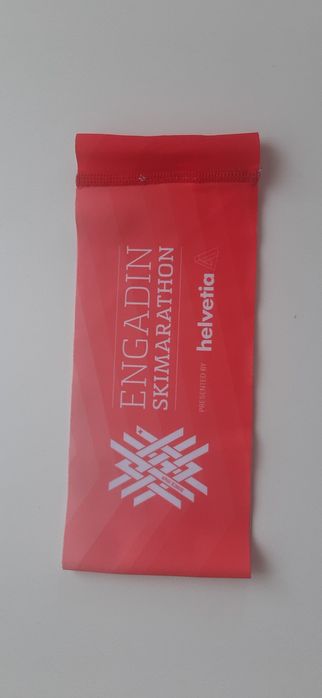 ENGADIN
SKIMARATHON
PRESENTED BY helvetia